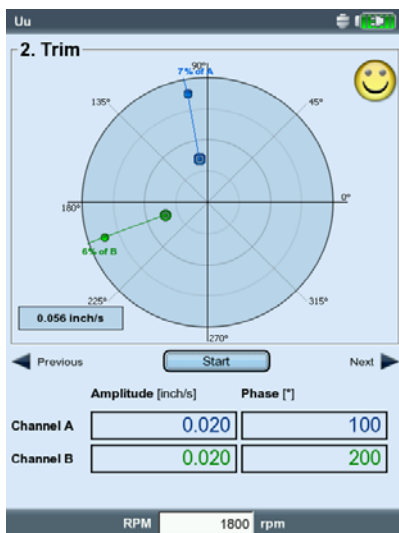 Uu
2. Trim
90°
7% of A
135°
45°
180°
0°
6% of B
225°
315°
0.056 inch/s
270°
Previous
Start
Next
Amplitude [inch/s]
Phase [°]
Channel A
0.020
100
Channel B
0.020
200
RPM
1800
rpm